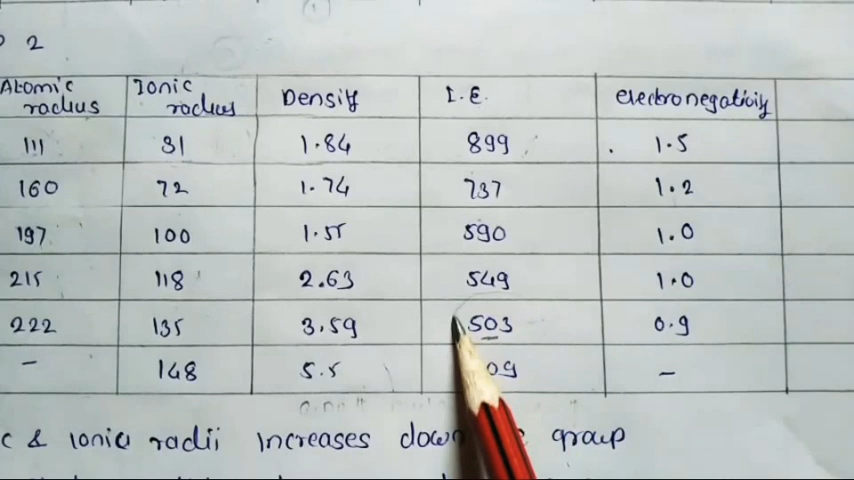 2
Atomic radius Ionic radius Density I.E. electronegativiy
111 31 1.84 899 1.5
160 72 1.74 737 1.2
197 100 1.55 590 1.0
215 118 2.63 549 1.0
222 135 3.59 503 0.9
- 148 5.5 09 -
c & Ionic radii increases down group